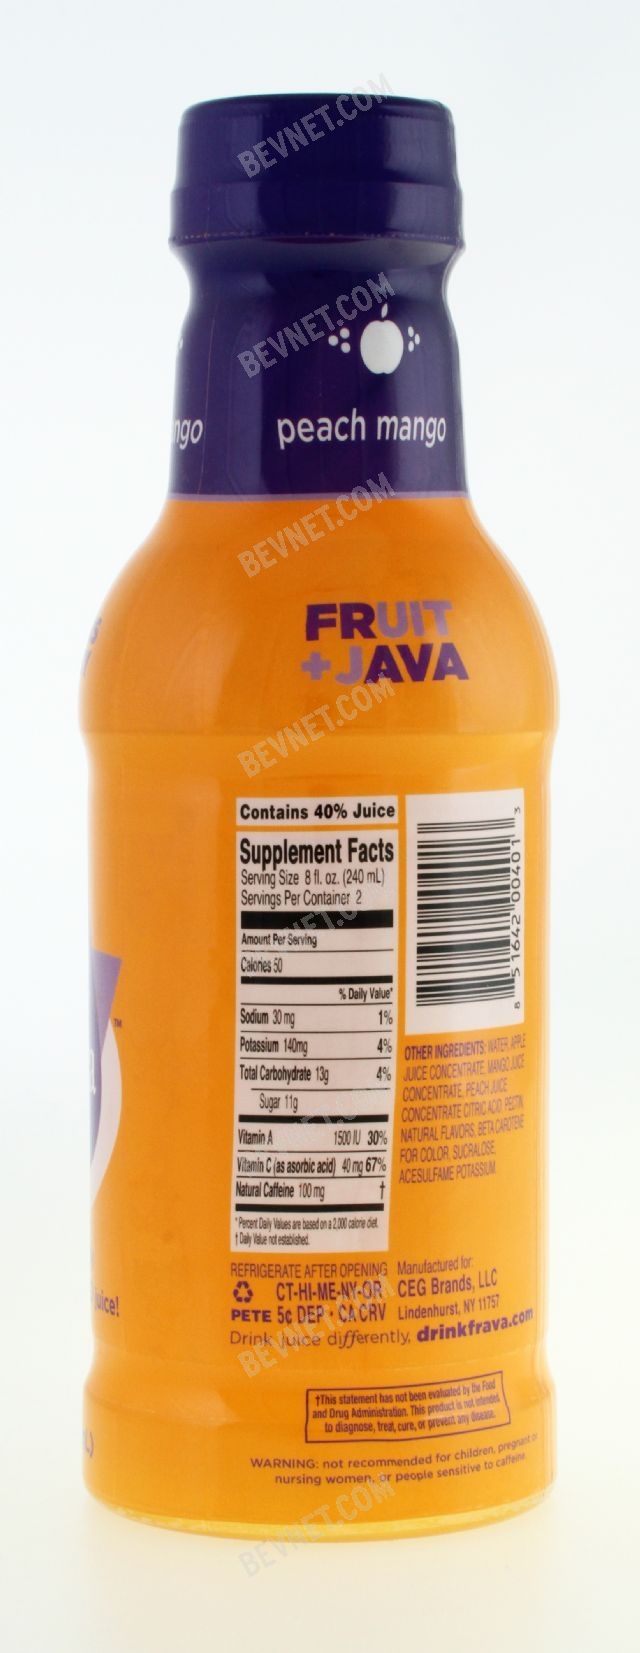 BEVNET.COM
BEVNET.COM
ngo
peach mango
BEVNET.COM
FRUIT
+JAVA
BEVNET.COM
Contains 40% Juice
Supplement Facts
Serving Size 8 fl. oz. (240 mL)
Servings Per Container 2
Amount Per Serving
Calories 50
% Daily Value*
Sodium 30 mg 1%
Potassium 140mg 4%
Total Carbohydrate 13g 4%
Sugar 11g
Vitamin A 1500 IU 30%
Vitamin C (as ascorbic acid) 40 mg 67%
Natural Caffeine 100 mg †
*Percent Daily Values are based on a 2,000 calorie diet.
† Daily Value not established.
8 51642 00401 3
OTHER INGREDIENTS: WATER, APPLE
JUICE CONCENTRATE, MANGO JUICE
CONCENTRATE, PEACH JUICE
CONCENTRATE CITRIC ACID, PECTIN,
NATURAL FLAVORS, BETA CAROTENE
FOR COLOR, SUCRALOSE,
ACESULFAME POTASSIUM.
TM
juice!
REFRIGERATE AFTER OPENING
CT-HI-ME-NY-OR
PETE 5¢ DEP • CA CRV
Manufactured for:
CEG Brands, LLC
Lindenhurst, NY 11757
Drink juice differently, drinkfrava.com
BEVNET.COM
†This statement has not been evaluated by the Food
and Drug Administration. This product is not intended
to diagnose, treat, cure, or prevent any disease.
WARNING: not recommended for children, pregnant or
nursing women, or people sensitive to caffeine
BEVNET.COM